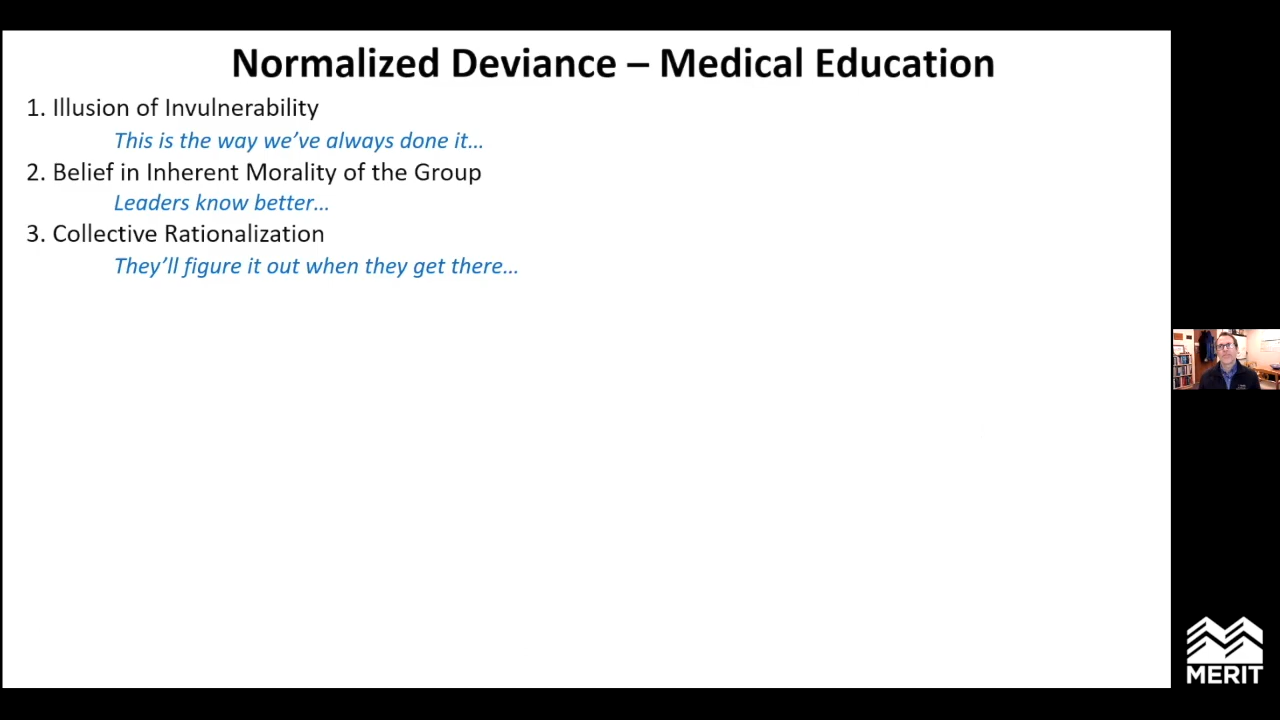 Normalized Deviance – Medical Education
1. Illusion of Invulnerability
This is the way we’ve always done it…
2. Belief in Inherent Morality of the Group
Leaders know better…
3. Collective Rationalization
They’ll figure it out when they get there…
MERIT